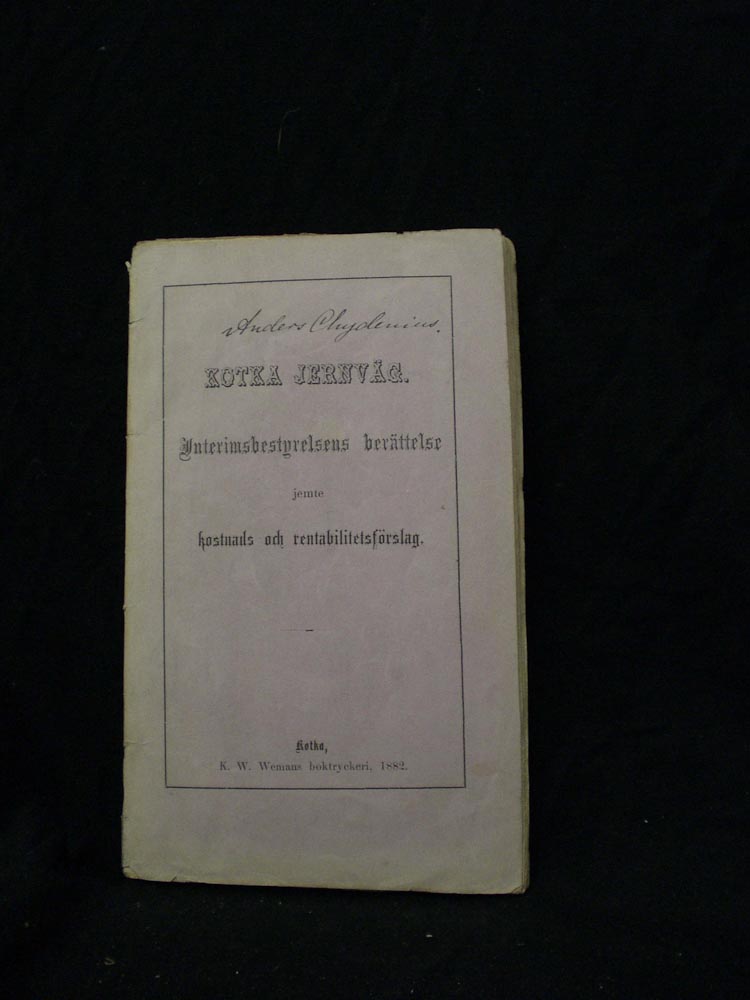 Anders Chydenius.
KOTKA JERNVÄG.
Interimsbestyrelsens berättelse
jemte
kostnads och rentabilitetsförslag.
Kotka,
K. W. Wemans boktryckeri, 1882.